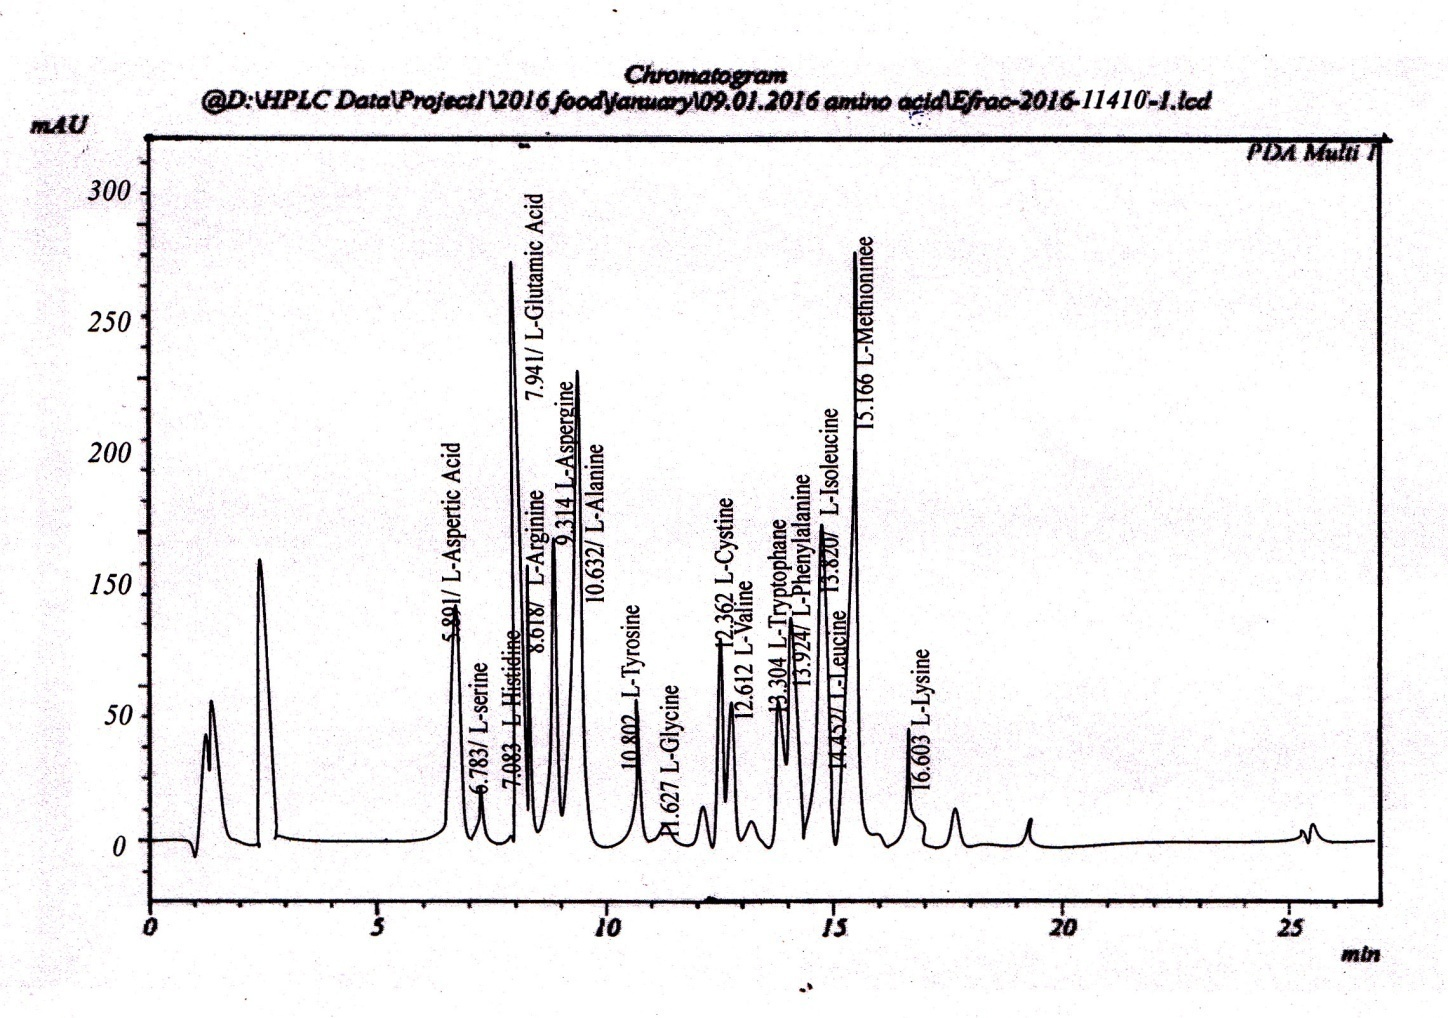 Chromatogram
@D:\HPLC Data\Project1\2016 food\january\09.01.2016 amino acid\Efrac-2016-11410-1.lcd
mAU
PDA Multi 1
300
250
200
150
50
0
5.891/ L-Aspertic Acid
6.783/ L-serine
7.083 L-Histidine
7.941/ L-Glutamic Acid
8.618/ L-Arginine
9.314 L-Aspergine
10.632/ L-Alanine
10.802 L-Tyrosine
11.627 L-Glycine
12.362 L-Cystine
12.612 L-Valine
13.304 L-Tryptophane
13.924/ L-Phenylalanine
13.820/ L-Isoleucine
14.452/ L-Leucine
15.166 L-Methioninee
16.603 L-Lysine
0 5 10 15 20 25
min